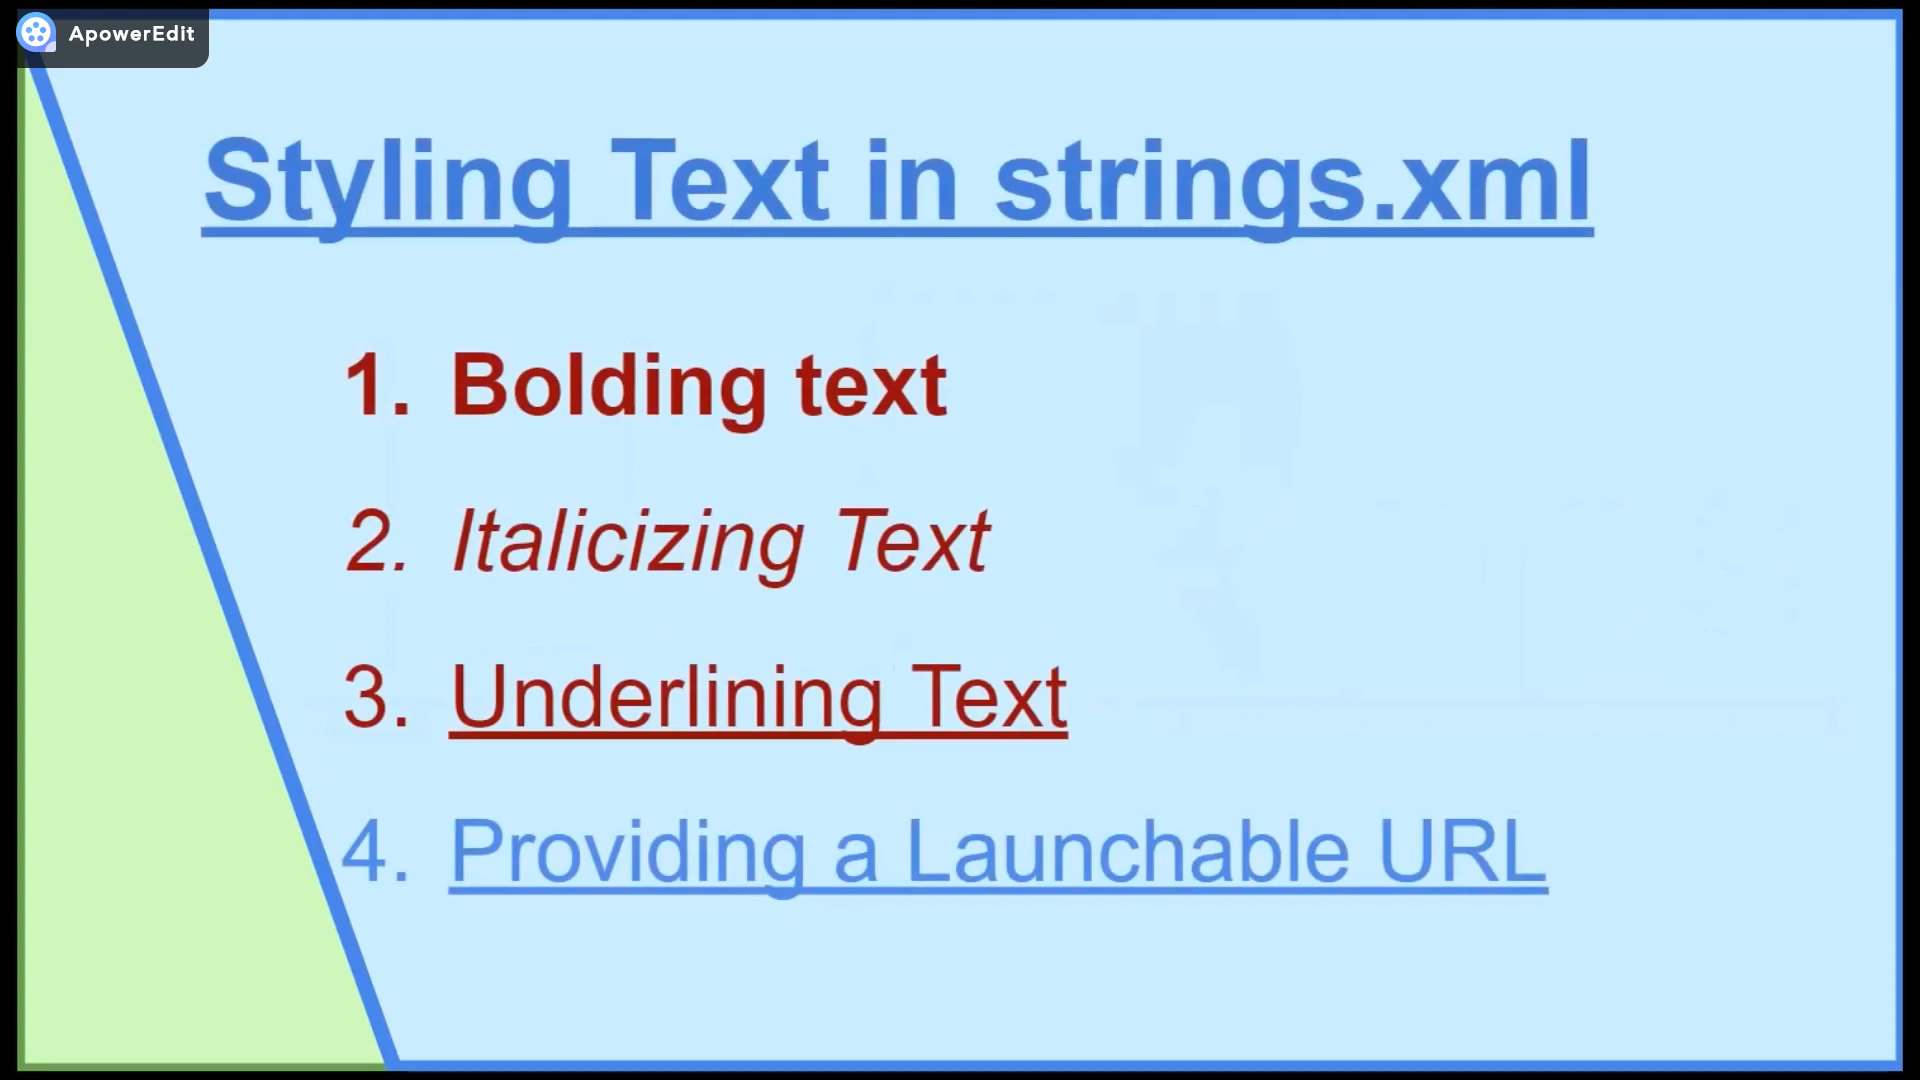 ApowerEdit
Styling Text in strings.xml
1. Bolding text
2. Italicizing Text
3. Underlining Text
4. Providing a Launchable URL